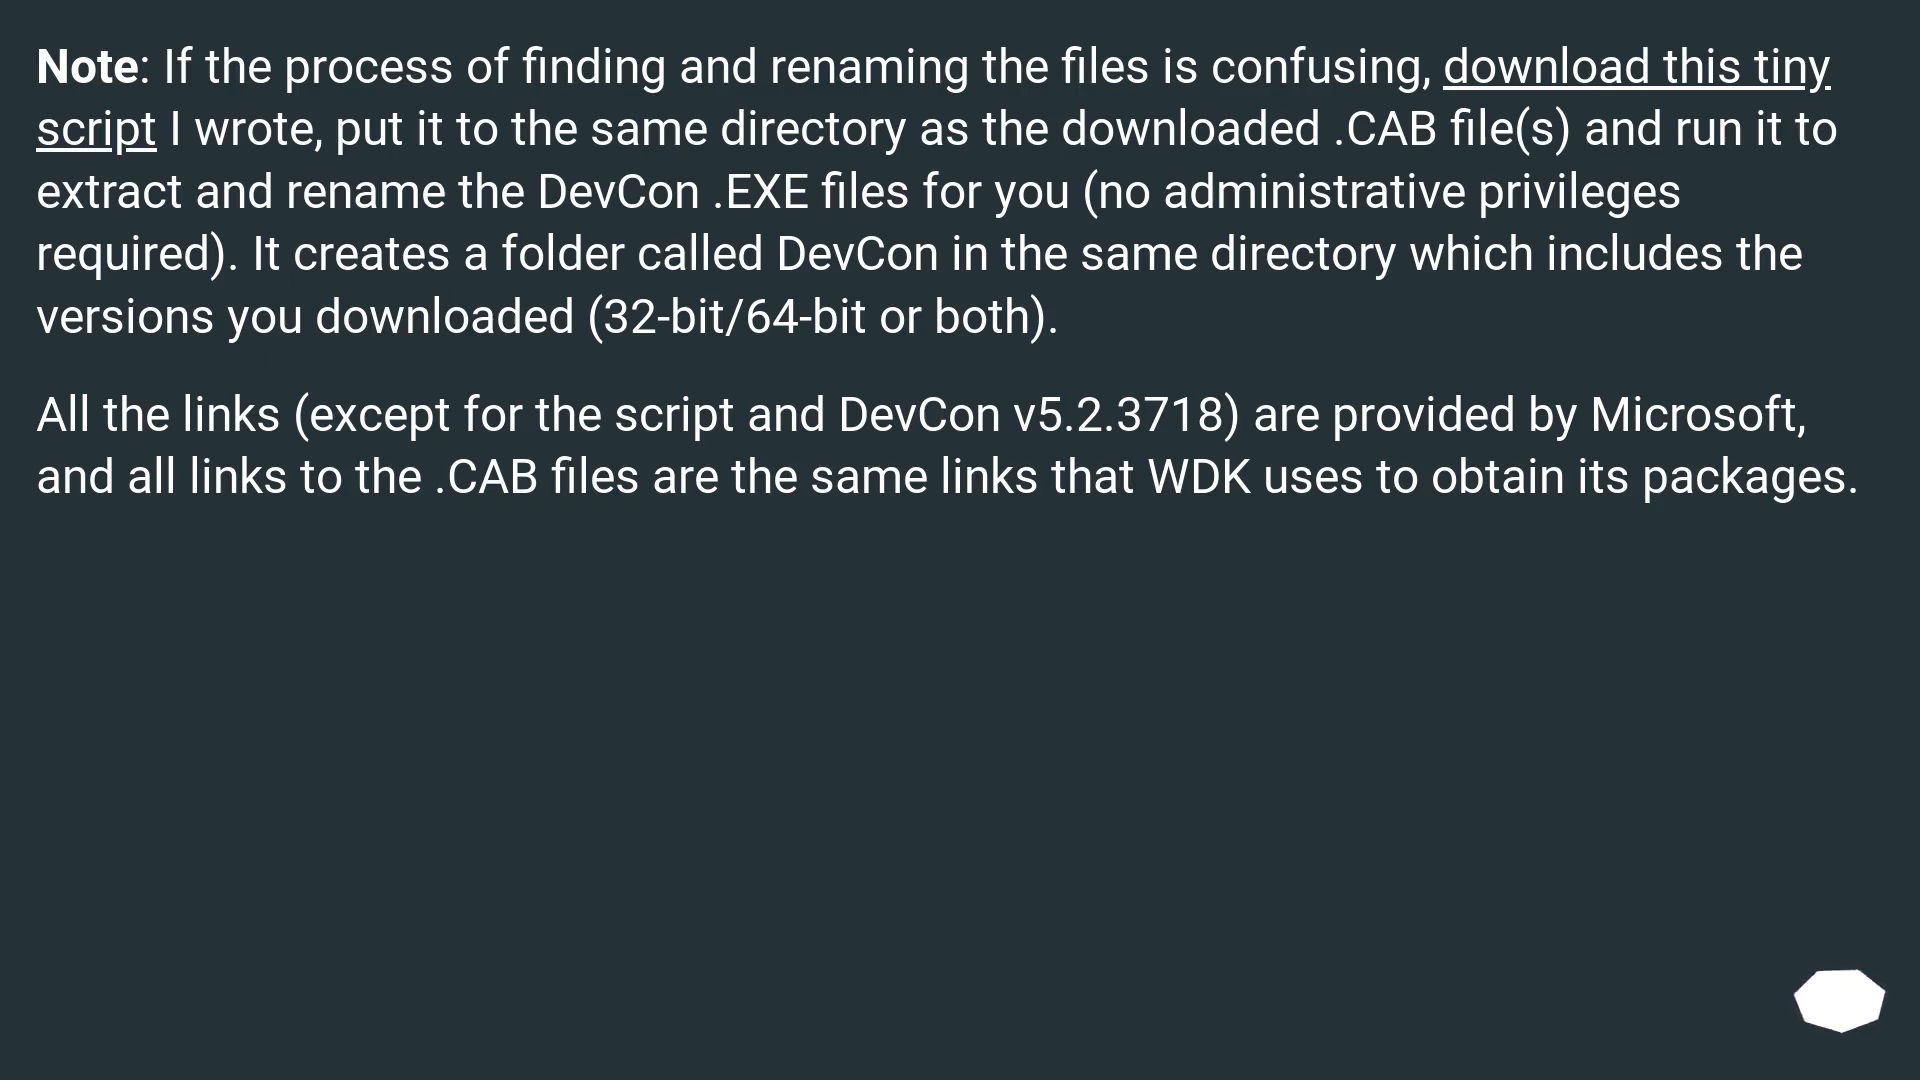 Note: If the process of finding and renaming the files is confusing, download this tiny
script I wrote, put it to the same directory as the downloaded .CAB file(s) and run it to
extract and rename the DevCon .EXE files for you (no administrative privileges
required). It creates a folder called DevCon in the same directory which includes the
versions you downloaded (32-bit/64-bit or both).
All the links (except for the script and DevCon v5.2.3718) are provided by Microsoft,
and all links to the .CAB files are the same links that WDK uses to obtain its packages.